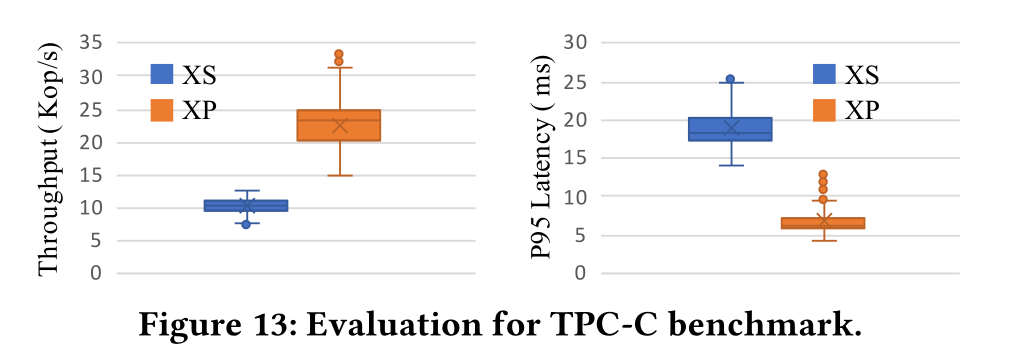 Throughput ( Kop/s)
35
30
25
20
15
10
5
0
XS
XP
P95 Latency ( ms)
30
25
20
15
10
5
0
XS
XP
Figure 13: Evaluation for TPC-C benchmark.